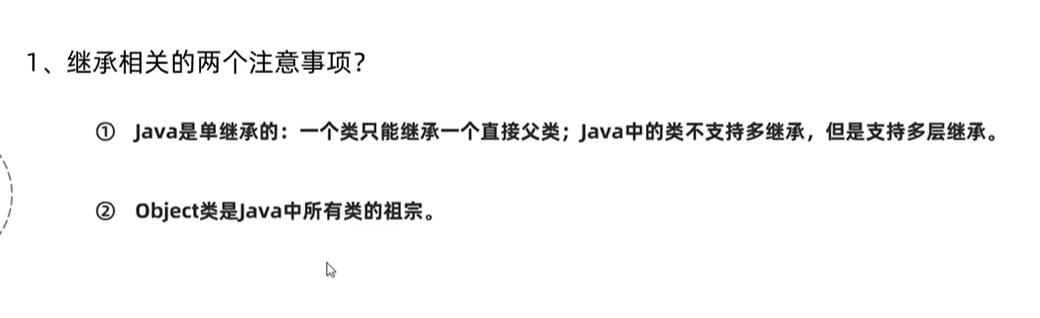 1、继承相关的两个注意事项？
① Java是单继承的：一个类只能继承一个直接父类；Java中的类不支持多继承，但是支持多层继承。
② Object类是Java中所有类的祖宗。